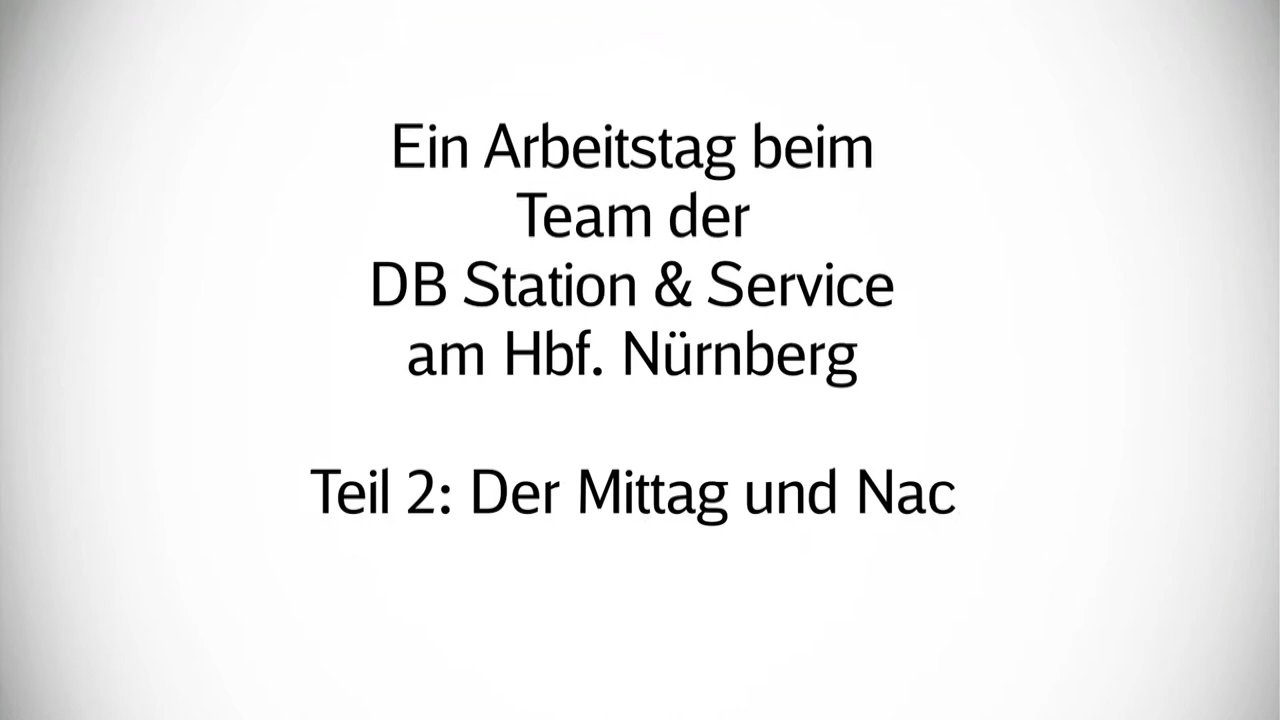 Ein Arbeitstag beim
Team der
DB Station & Service
am Hbf. Nürnberg
Teil 2: Der Mittag und Nac